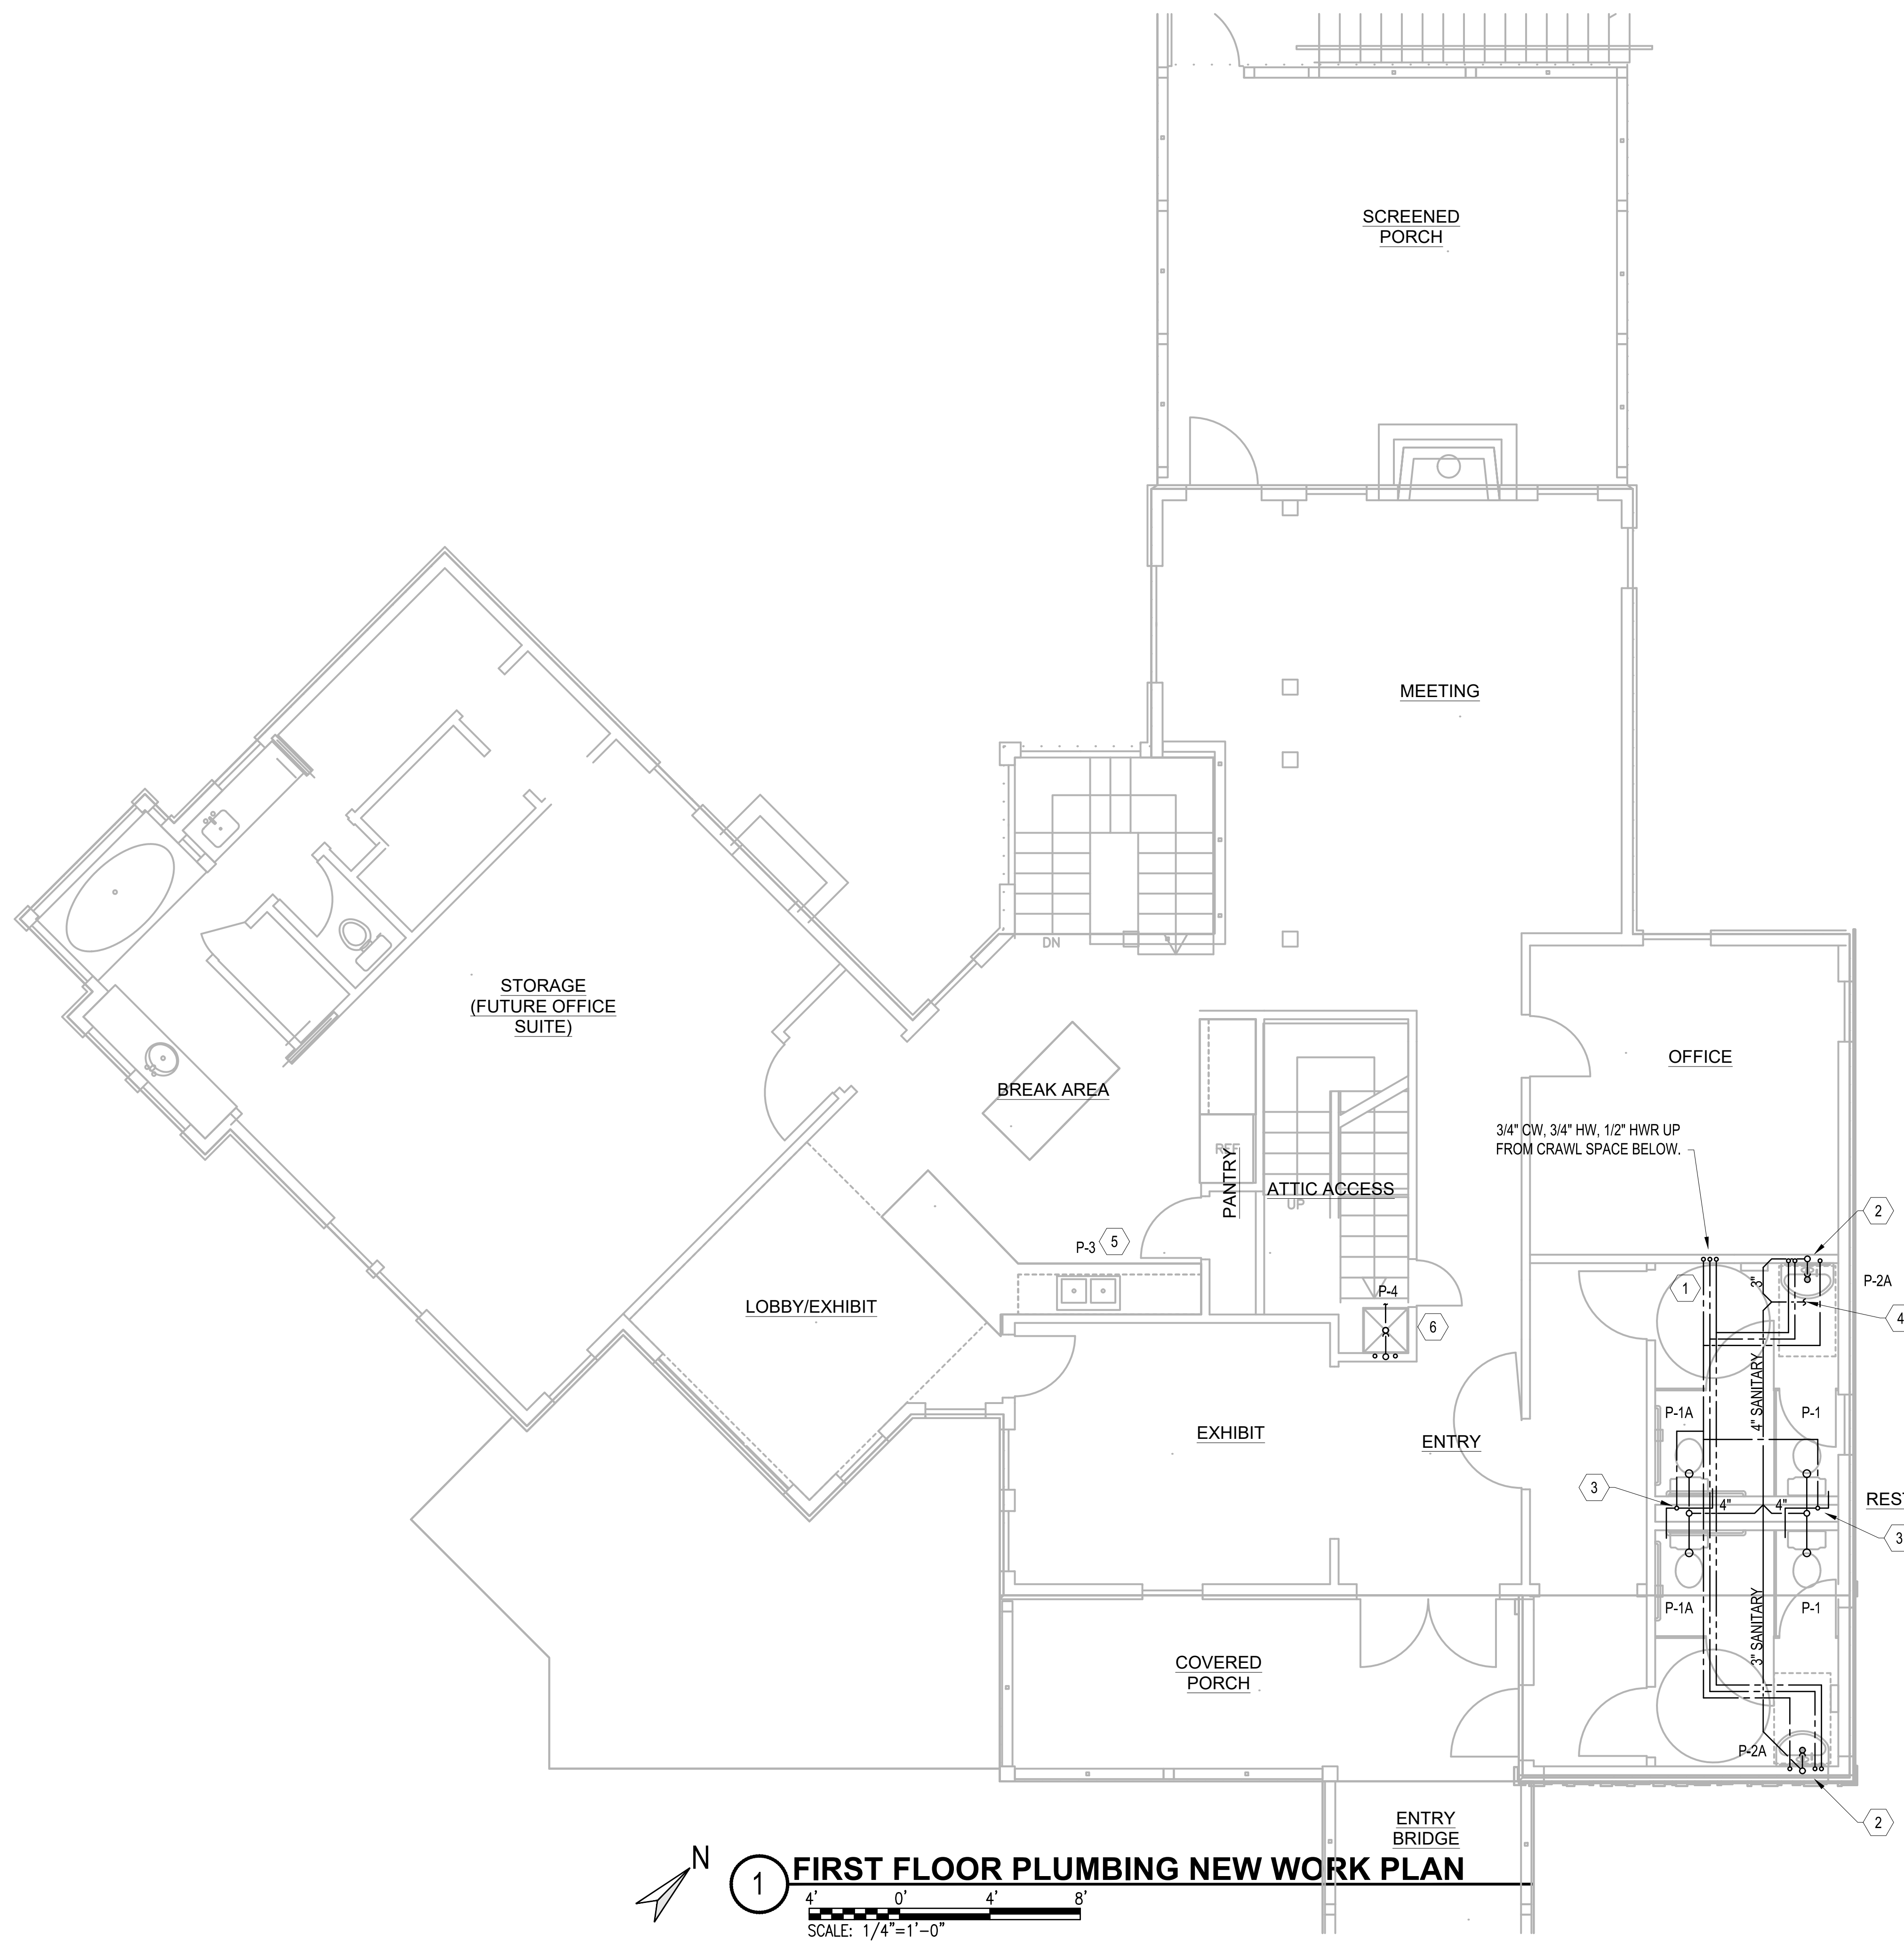 SCREENED
PORCH
MEETING
DN
STORAGE
(FUTURE OFFICE
SUITE)
OFFICE
BREAK AREA
3/4" CW, 3/4" HW, 1/2" HWR UP
FROM CRAWL SPACE BELOW.
REF
PANTRY
ATTIC ACCESS
UP
2
P-3
5
1
3"
P-2A
LOBBY/EXHIBIT
P-4
6
4
4" SANITARY
P-1A
P-1
EXHIBIT
ENTRY
3
4"
4"
REST
3
P-1A
P-1
3" SANITARY
COVERED
PORCH
P-2A
ENTRY
BRIDGE
2
N
1
FIRST FLOOR PLUMBING NEW WORK PLAN
4' 0' 4' 8'
SCALE: 1/4"=1'-0"